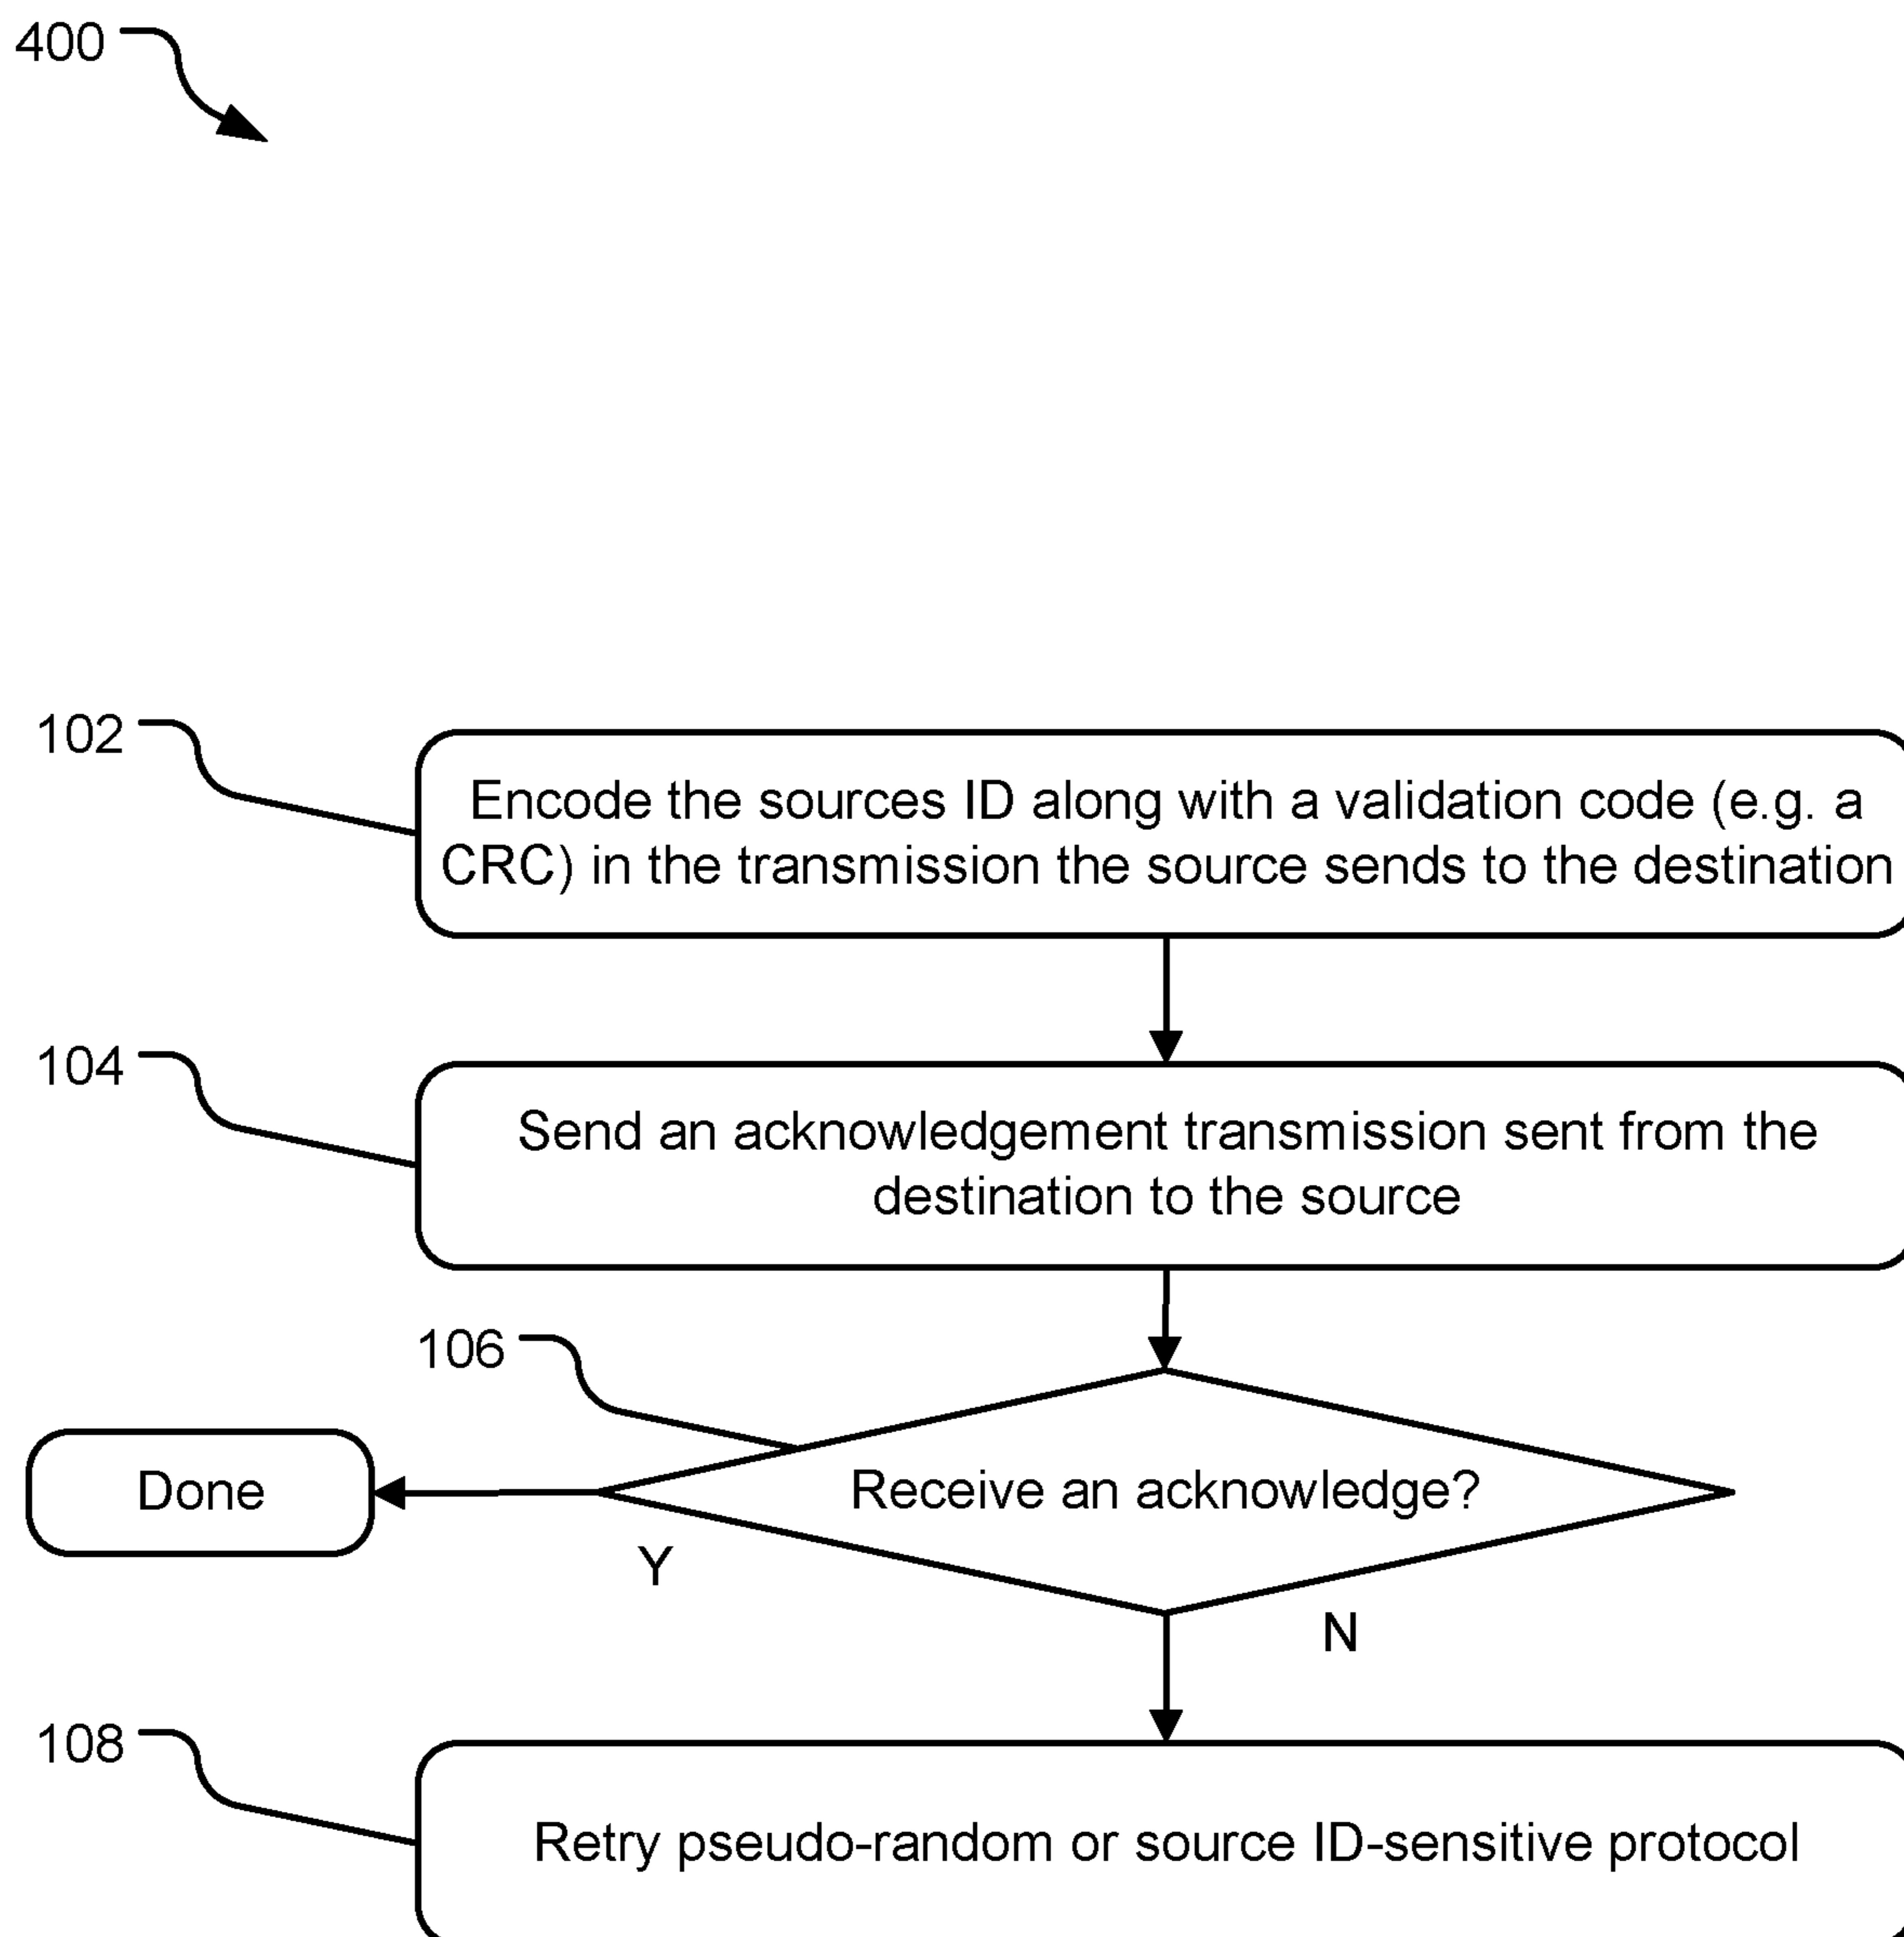 400
102
Encode the sources ID along with a validation code (e.g. a
CRC) in the transmission the source sends to the destination
104
Send an acknowledgement transmission sent from the
destination to the source
106
Done
Receive an acknowledge?
Y
N
108
Retry pseudo-random or source ID-sensitive protocol